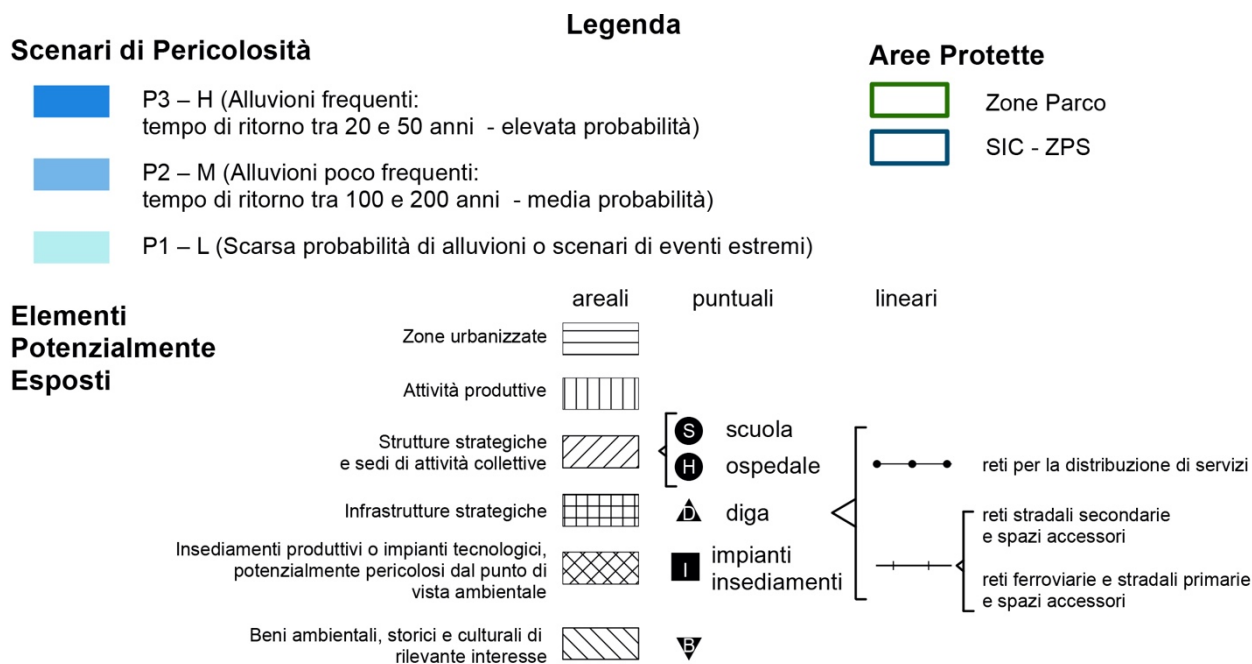 Legenda
Scenari di Pericolosità
P3 – H (Alluvioni frequenti:
tempo di ritorno tra 20 e 50 anni - elevata probabilità)
P2 – M (Alluvioni poco frequenti:
tempo di ritorno tra 100 e 200 anni - media probabilità)
P1 – L (Scarsa probabilità di alluvioni o scenari di eventi estremi)
Aree Protette
Zone Parco
SIC - ZPS
Elementi
Potenzialmente
Esposti
areali puntuali lineari
Zone urbanizzate
Attività produttive
Strutture strategiche
e sedi di attività collettive
S scuola
H ospedale
reti per la distribuzione di servizi
Infrastrutture strategiche
D diga
reti stradali secondarie
e spazi accessori
Insediamenti produttivi o impianti tecnologici,
potenzialmente pericolosi dal punto di
vista ambientale
I impianti
insediamenti
reti ferroviarie e stradali primarie
e spazi accessori
Beni ambientali, storici e culturali di
rilevante interesse
B